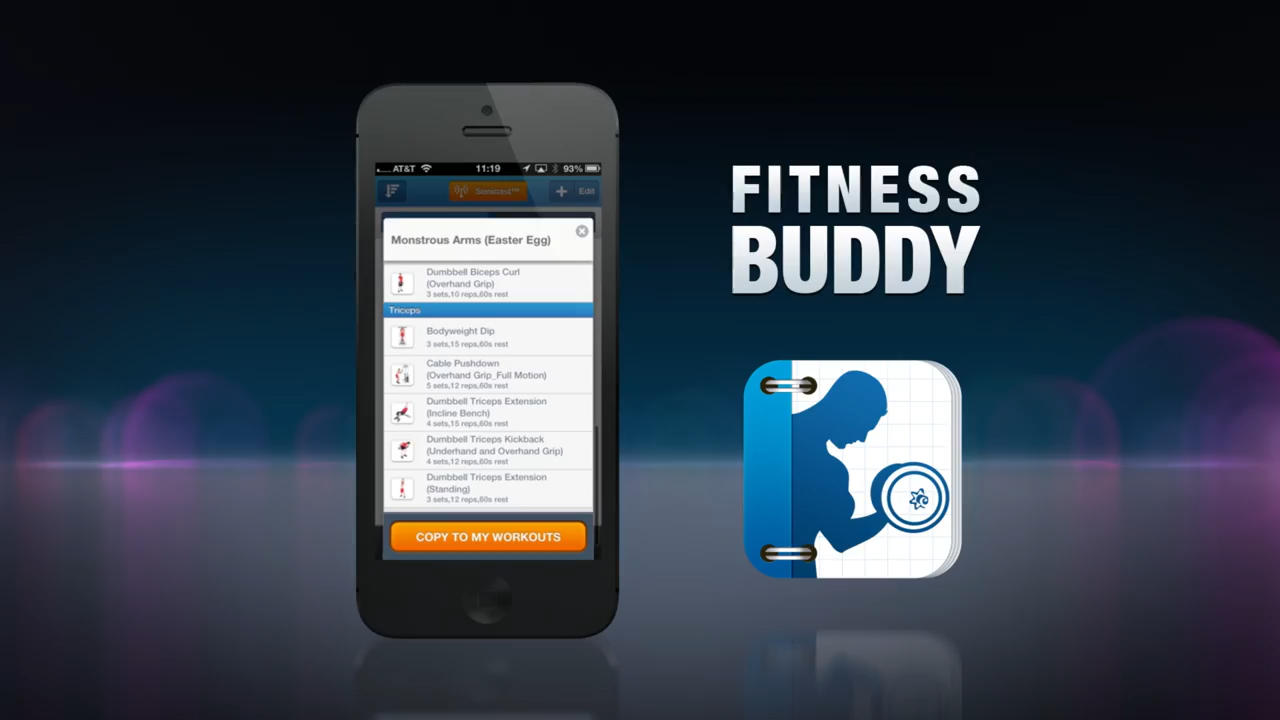 AT&T 11:19 93%
Sonicast™ + Edit
Monstrous Arms (Easter Egg)
Dumbbell Biceps Curl
(Overhand Grip)
3 sets,10 reps,60s rest
Triceps
Bodyweight Dip
3 sets,15 reps,60s rest
Cable Pushdown
(Overhand Grip_Full Motion)
5 sets,12 reps,60s rest
Dumbbell Triceps Extension
(Incline Bench)
4 sets,15 reps,60s rest
Dumbbell Triceps Kickback
(Underhand and Overhand Grip)
4 sets,12 reps,60s rest
Dumbbell Triceps Extension
(Standing)
3 sets,12 reps,60s rest
COPY TO MY WORKOUTS
FITNESS
BUDDY